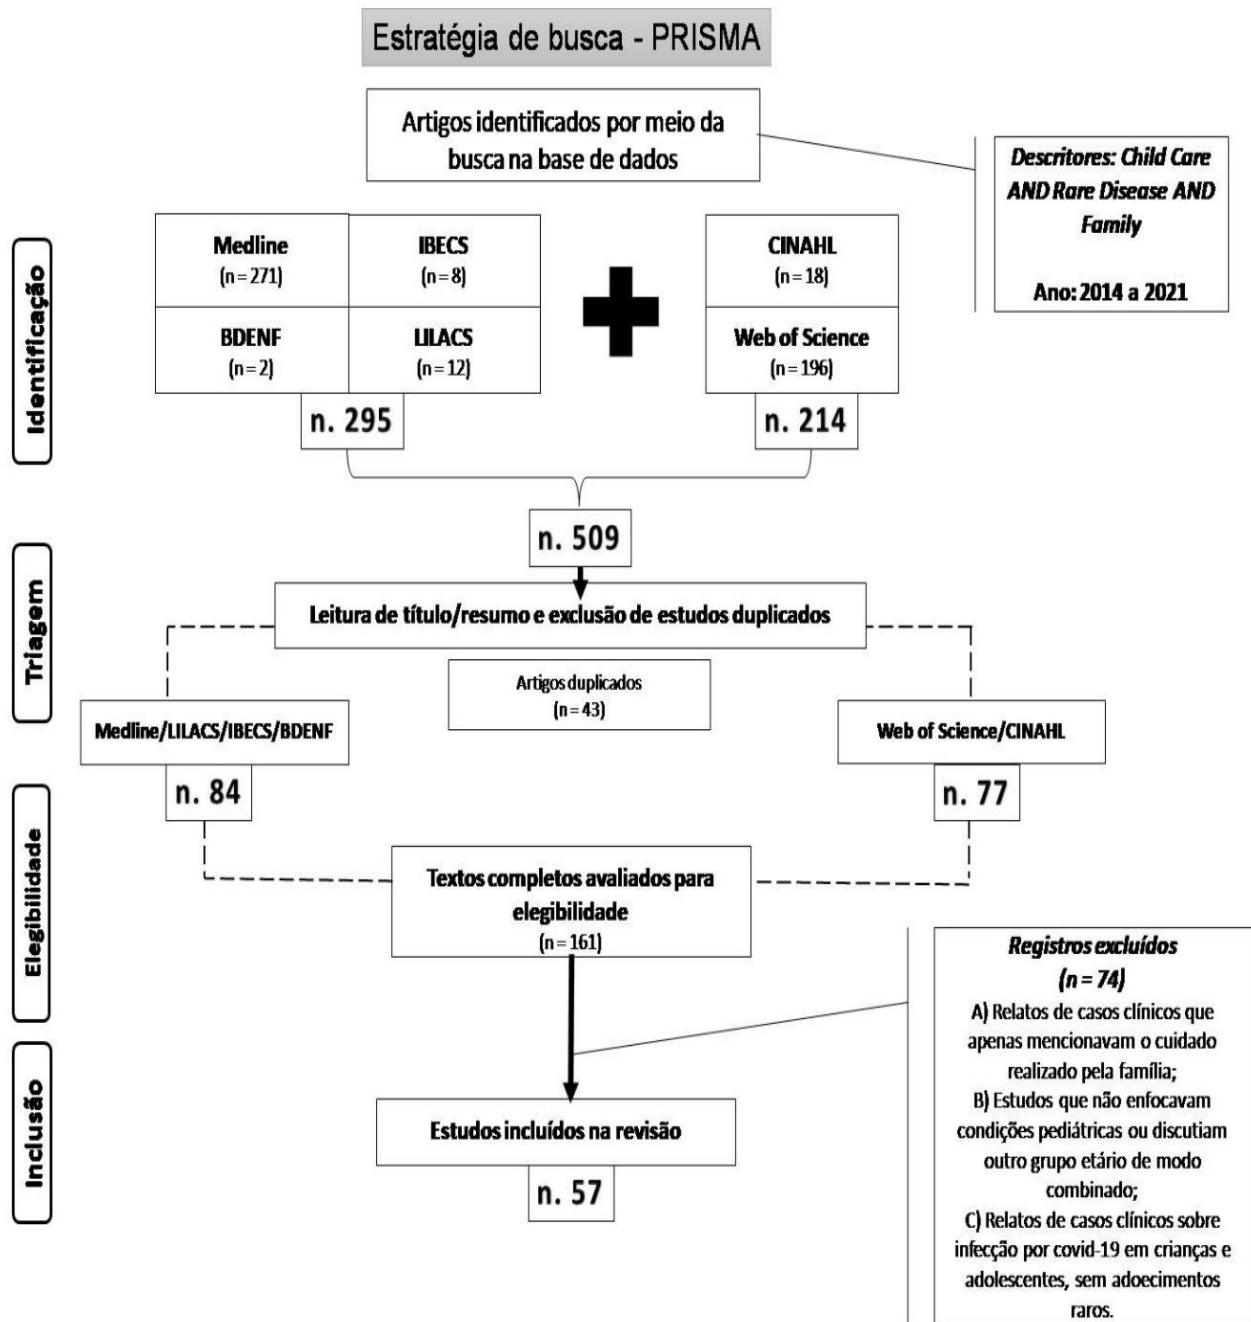 Estratégia de busca - PRISMA
Artigos identificados por meio da
busca na base de dados
Descritores: Child Care
AND Rare Disease AND
Family
Ano: 2014 a 2021
Identificação
Medline
(n = 271)
IBECS
(n = 8)
BDENF
(n = 2)
LILACS
(n = 12)
CINAHL
(n = 18)
Web of Science
(n = 196)
n. 295
n. 214
n. 509
Triagem
Leitura de título/resumo e exclusão de estudos duplicados
Artigos duplicados
(n = 43)
Medline/LILACS/IBECS/BDENF
Web of Science/CINAHL
n. 84
n. 77
Elegibilidade
Textos completos avaliados para
elegibilidade
(n = 161)
Registros excluídos
(n = 74)
A) Relatos de casos clínicos que
apenas mencionavam o cuidado
realizado pela família;
B) Estudos que não enfocavam
condições pediátricas ou discutiam
outro grupo etário de modo
combinado;
C) Relatos de casos clínicos sobre
infecção por covid-19 em crianças e
adolescentes, sem adoecimentos
raros.
Inclusão
Estudos incluídos na revisão
n. 57